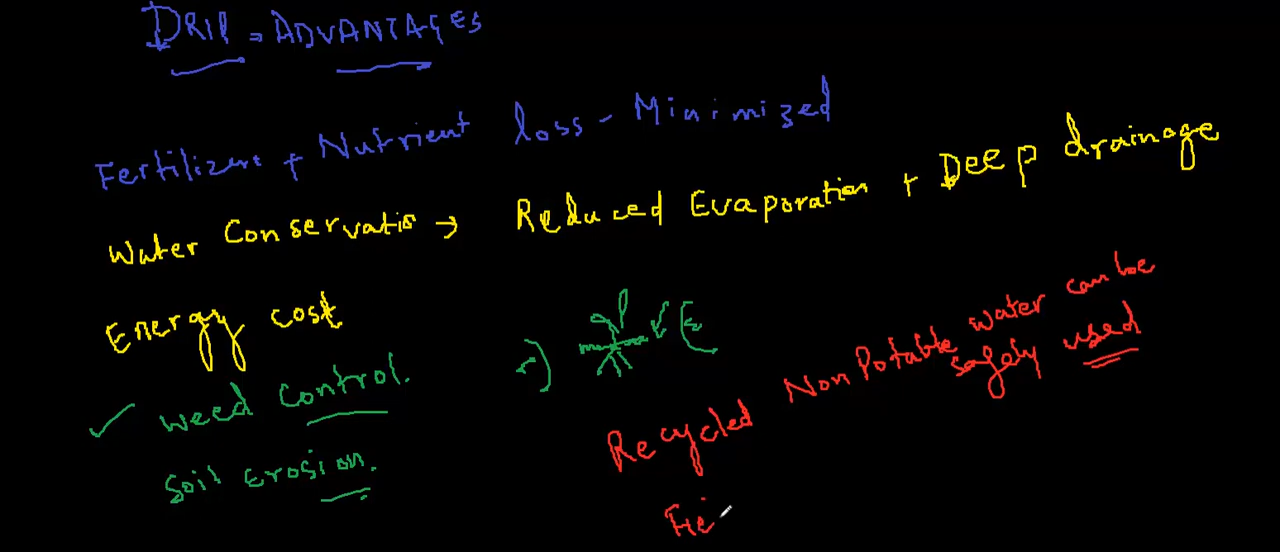 DRIP = ADVANTAGES
Fertilizer + Nutrient loss - Minimized
Water Conservatio → Reduced Evaporation + Deep drainage
Energy cost
Weed Control.
Soil Erosion.
Recycled Non Potable water can be
safely used